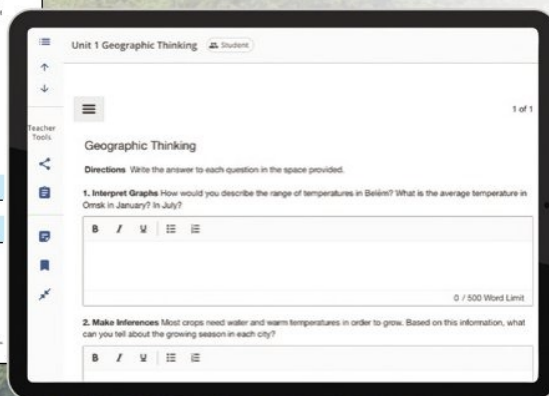 Unit 1 Geographic Thinking
Student
Teacher
Tools
1 of 1
Geographic Thinking
Directions Write the answer to each question in the space provided.
1. Interpret Graphs How would you describe the range of temperatures in Belém? What is the average temperature in
Omsk in January? In July?
B I U
0 / 500 Word Limit
2. Make Inferences Most crops need water and warm temperatures in order to grow. Based on this information, what
can you tell about the growing season in each city?
B I U